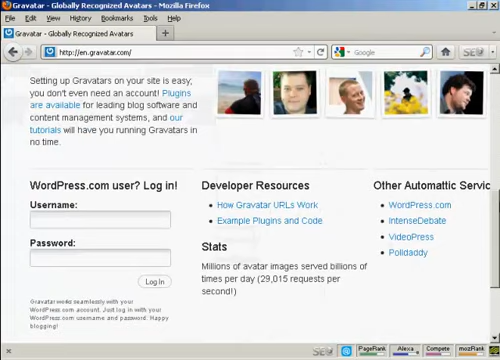 Gravatar - Globally Recognized Avatars - Mozilla Firefox
File Edit View History Bookmarks Tools Help
Gravatar - Globally Recognized Avatars
http://en.gravatar.com/
Google
Setting up Gravatars on your site is easy,
you don't even need an account! Plugins
are available for leading blog software and
content management systems, and our
tutorials will have you running Gravatars in
no time.
WordPress.com user? Log in!
Username:
Password:
Log In
Gravatar works seamlessly with your
WordPress.com account. Just log in with your
WordPress.com username and password. Happy
blogging!
Developer Resources
How Gravatar URLs Work
Example Plugins and Code
Stats
Millions of avatar images served billions of
times per day (29,015 requests per
second!)
Other Automattic Servic
WordPress.com
IntenseDebate
VideoPress
Polldaddy
PageRank Alexa Compete mozRank